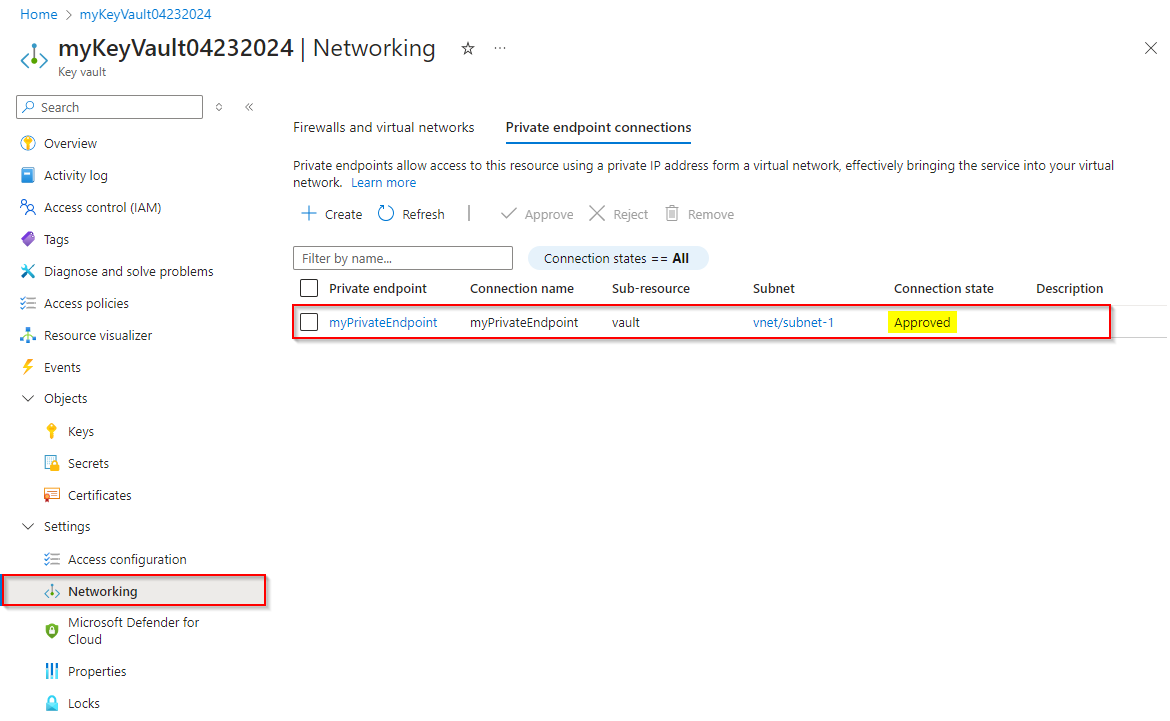 Home > myKeyVault04232024
myKeyVault04232024 | Networking ☆ ···
Key vault
Search
Overview
Activity log
Access control (IAM)
Tags
Diagnose and solve problems
Access policies
Resource visualizer
Events
Objects
Keys
Secrets
Certificates
Settings
Access configuration
Networking
Microsoft Defender for
Cloud
Properties
Locks
Firewalls and virtual networks Private endpoint connections
Private endpoints allow access to this resource using a private IP address form a virtual network, effectively bringing the service into your virtual
network. Learn more
Create Refresh | Approve Reject Remove
Filter by name... Connection states == All
Private endpoint Connection name Sub-resource Subnet Connection state Description
myPrivateEndpoint myPrivateEndpoint vault vnet/subnet-1 Approved